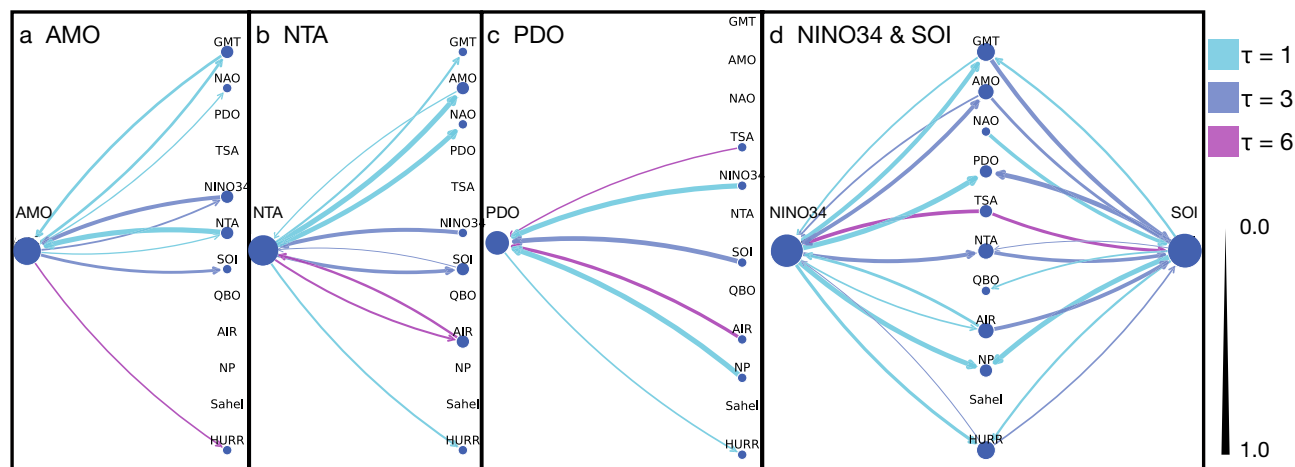 a AMO
GMT
NAO
PDO
TSA
NINO34
AMO
NTA
SOI
QBO
AIR
NP
Sahel
HURR
b NTA
GMT
AMO
NAO
PDO
TSA
NTA
NINO34
SOI
QBO
AIR
NP
Sahel
HURR
c PDO
GMT
AMO
NAO
TSA
NINO34
PDO
NTA
SOI
QBO
AIR
NP
Sahel
HURR
d NINO34 & SOI
GMT
AMO
NAO
PDO
TSA
NINO34
SOI
NTA
QBO
AIR
NP
Sahel
HURR
τ = 1
τ = 3
τ = 6
0.0
1.0